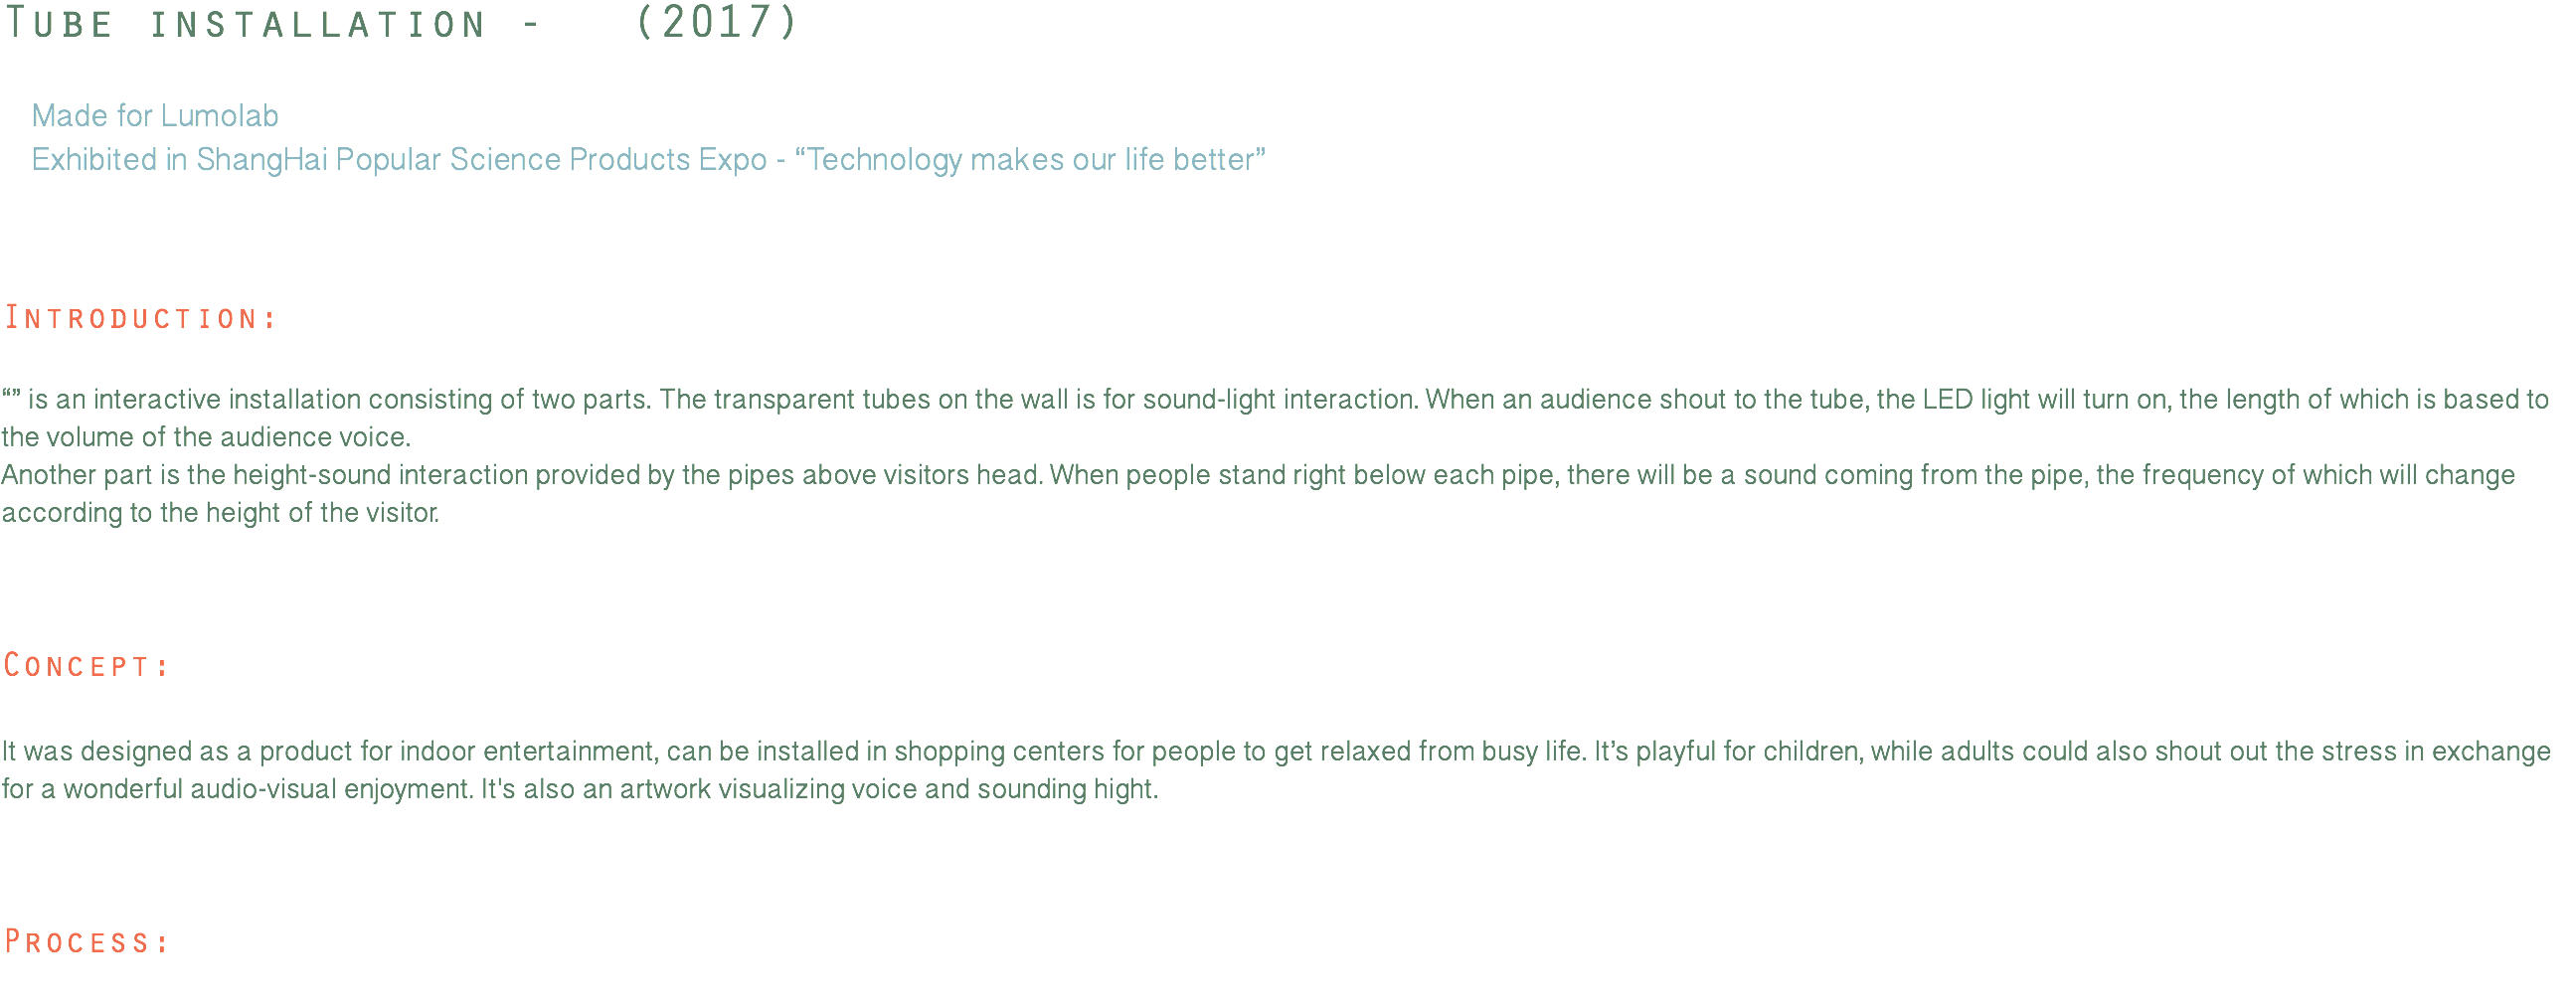 Tube installation - (2017)
Made for Lumolab
Exhibited in ShangHai Popular Science Products Expo - “Technology makes our life better”
Introduction:
“” is an interactive installation consisting of two parts. The transparent tubes on the wall is for sound-light interaction. When an audience shout to the tube, the LED light will turn on, the length of which is based to
the volume of the audience voice.
Another part is the height-sound interaction provided by the pipes above visitors head. When people stand right below each pipe, there will be a sound coming from the pipe, the frequency of which will change
according to the height of the visitor.
Concept:
It was designed as a product for indoor entertainment, can be installed in shopping centers for people to get relaxed from busy life. It’s playful for children, while adults could also shout out the stress in exchange
for a wonderful audio-visual enjoyment. It's also an artwork visualizing voice and sounding hight.
Process: